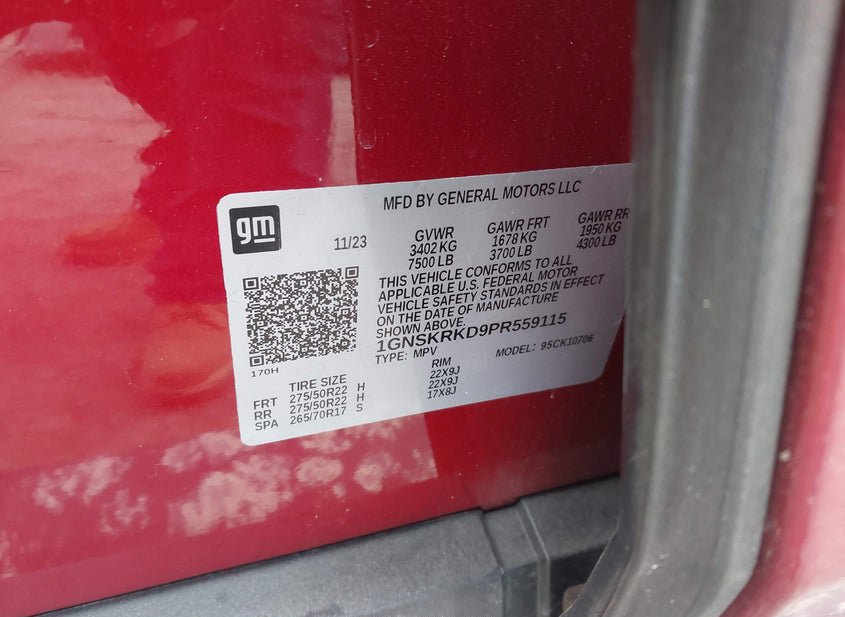 MFD BY GENERAL MOTORS LLC
gm
11/23
GVWR GAWR FRT GAWR RR
3402 KG 1678 KG 1950 KG
7500 LB 3700 LB 4300 LB
THIS VEHICLE CONFORMS TO ALL
APPLICABLE U.S. FEDERAL MOTOR
VEHICLE SAFETY STANDARDS IN EFFECT
ON THE DATE OF MANUFACTURE
SHOWN ABOVE.
1GNSKRKD9PR559115
TYPE: MPV MODEL: 95CK10706
170H
TIRE SIZE RIM
FRT 275/50R22 H 22X9J
RR 275/50R22 H 22X9J
SPA 265/70R17 S 17X8J